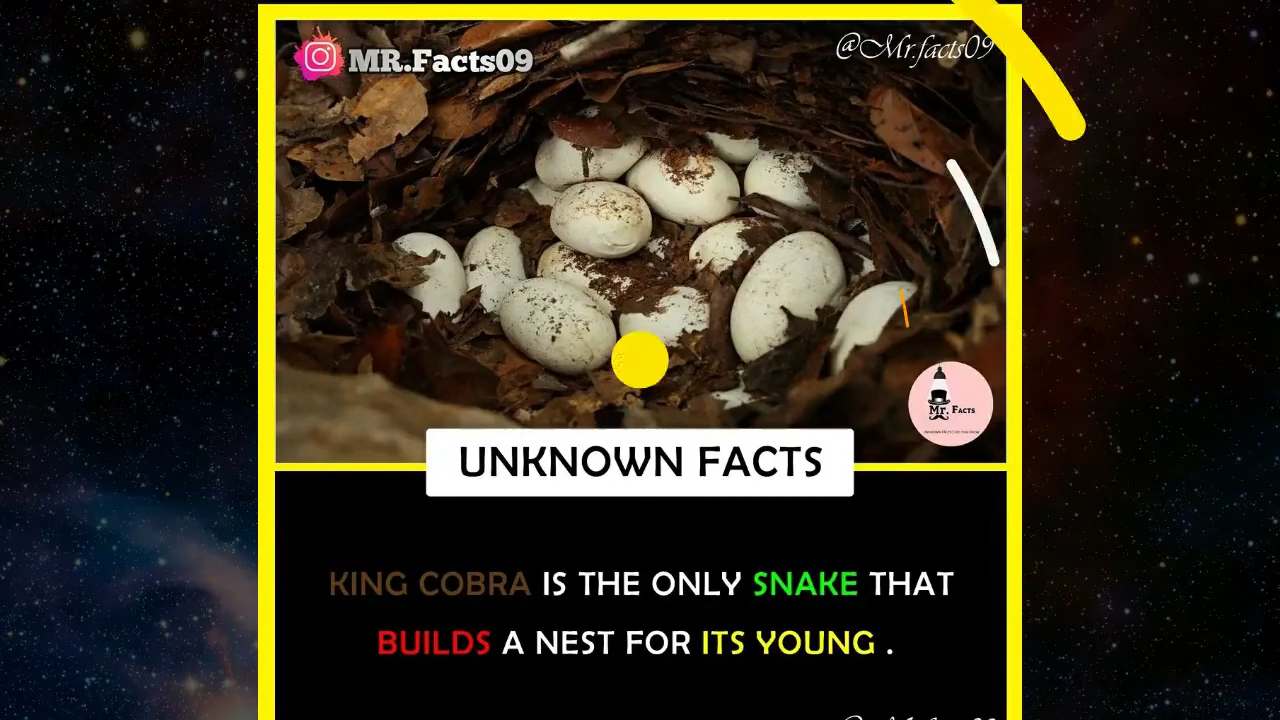 MR.Facts09
@Mr.facts09
Mr. Facts
UNKNOWN FACTS
KING COBRA IS THE ONLY SNAKE THAT
BUILDS A NEST FOR ITS YOUNG .